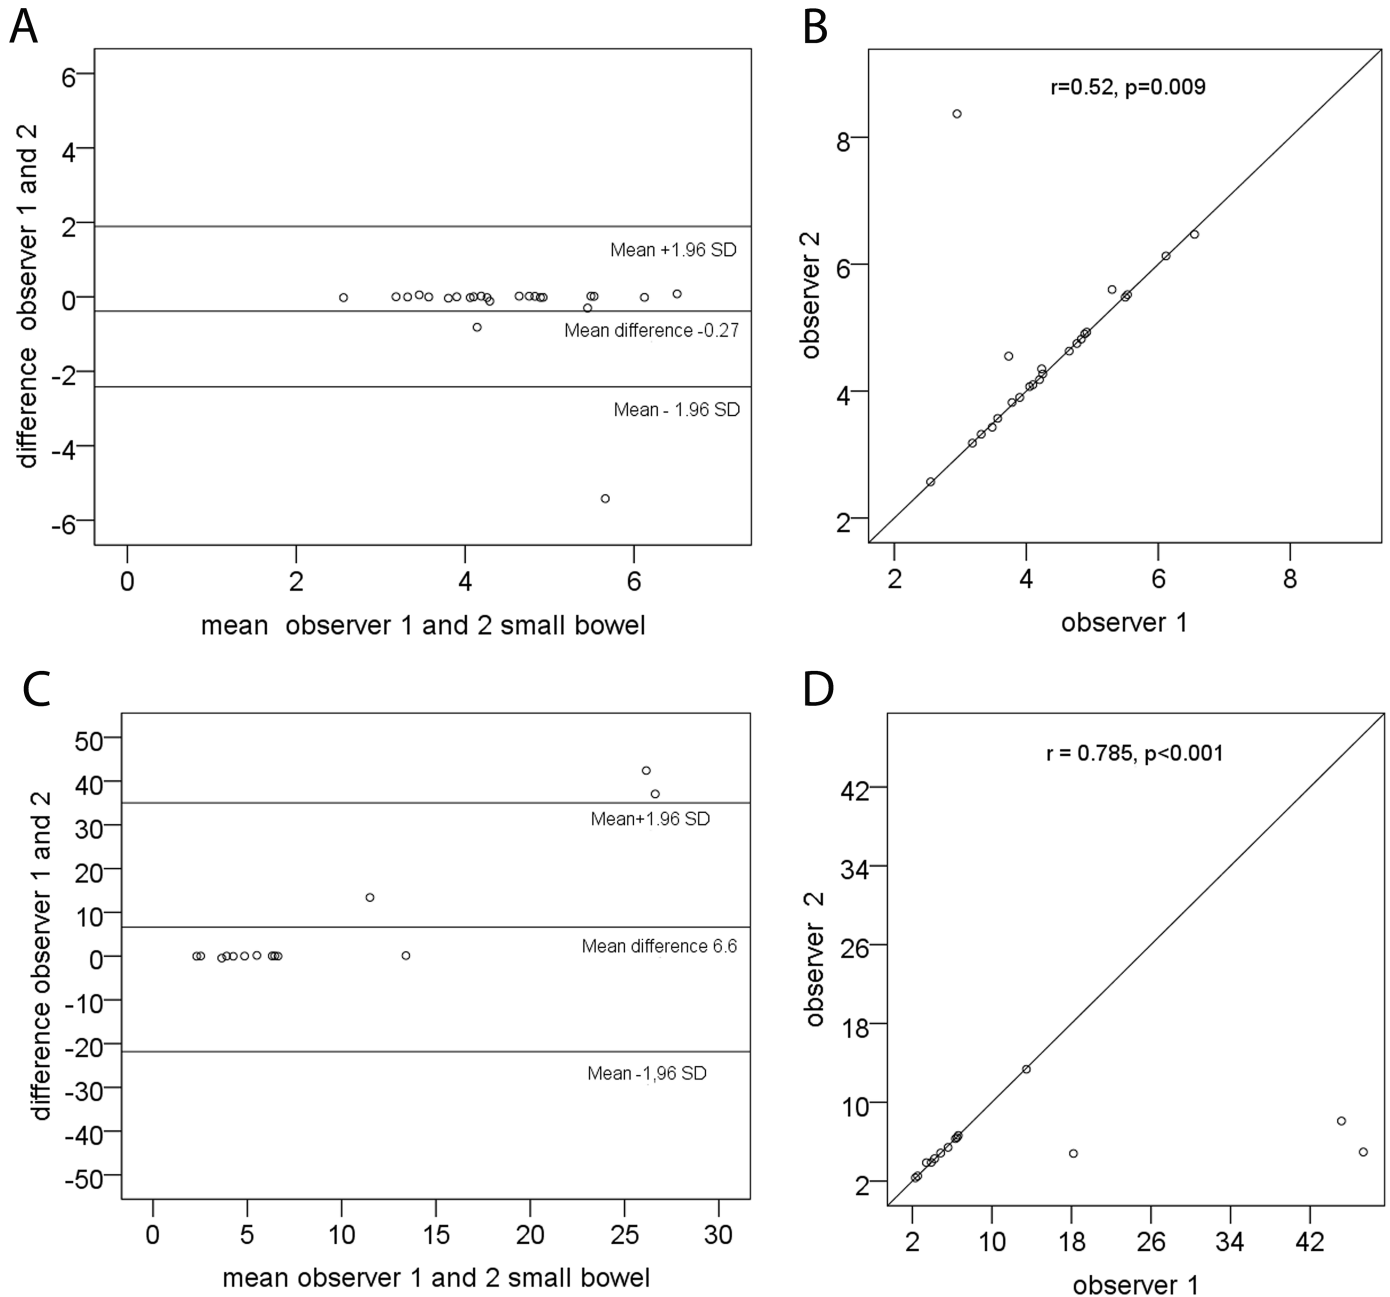 A
6
4
2
0
-2
-4
-6
difference observer 1 and 2
Mean +1.96 SD
Mean difference -0.27
Mean - 1.96 SD
0 2 4 6
mean observer 1 and 2 small bowel
B
r=0.52, p=0.009
8
6
4
2
observer 2
2 4 6 8
observer 1
C
50
40
30
20
10
0
-10
-20
-30
-40
-50
difference observer 1 and 2
Mean+1.96 SD
Mean difference 6.6
Mean -1,96 SD
0 5 10 15 20 25 30
mean observer 1 and 2 small bowel
D
r = 0.785, p<0.001
42
34
26
18
10
2
observer 2
2 10 18 26 34 42
observer 1